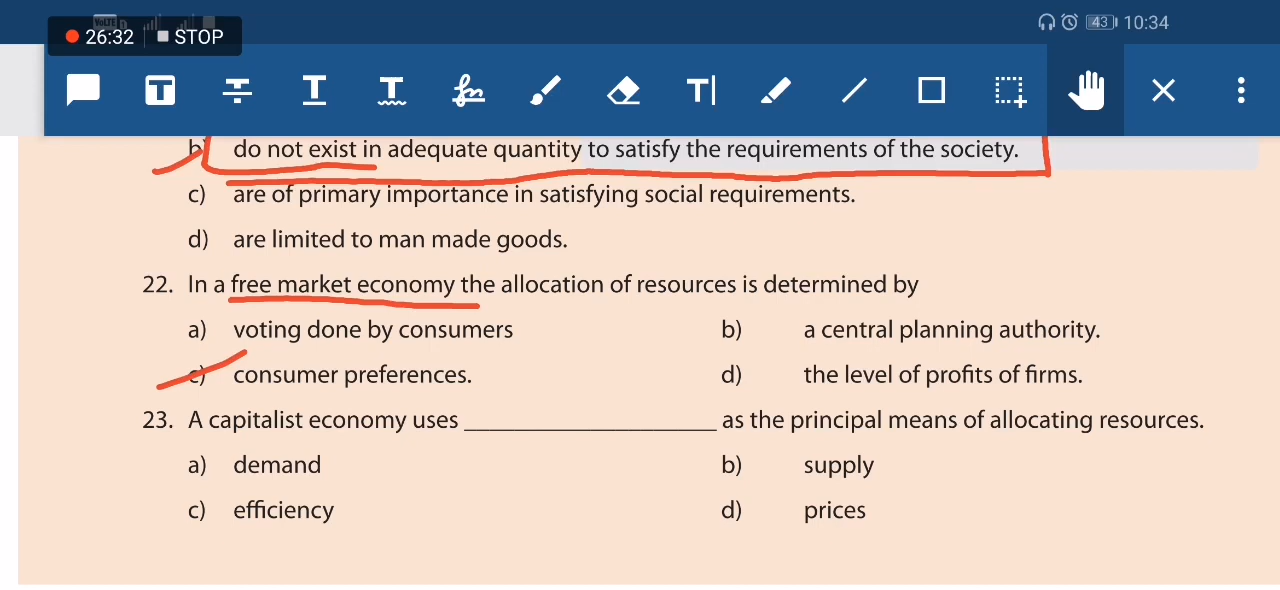 26:32 STOP
43 10:34
b) do not exist in adequate quantity to satisfy the requirements of the society.
c) are of primary importance in satisfying social requirements.
d) are limited to man made goods.
22. In a free market economy the allocation of resources is determined by
a) voting done by consumers b) a central planning authority.
c) consumer preferences. d) the level of profits of firms.
23. A capitalist economy uses ____________________ as the principal means of allocating resources.
a) demand b) supply
c) efficiency d) prices